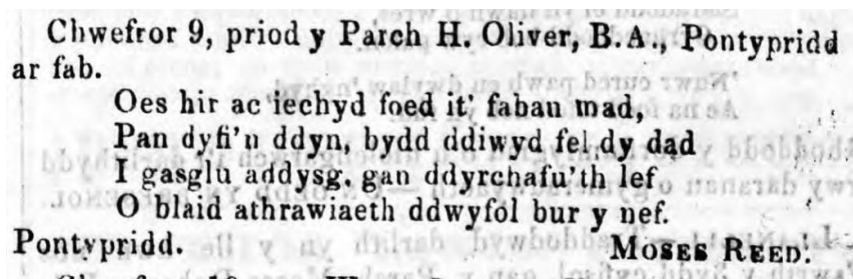 Chwefror 9, priod y Parch H. Oliver, B.A., Pontypridd
ar fab.
Oes hir ac iechyd foed it' faban mad,
Pan dyfi'n ddyn, bydd ddiwyd fel dy dad
I gasglu addysg, gan ddyrchafu'th lef
O blaid athrawiaeth ddwyfol bur y nef.
Pontypridd. MOSES REED.